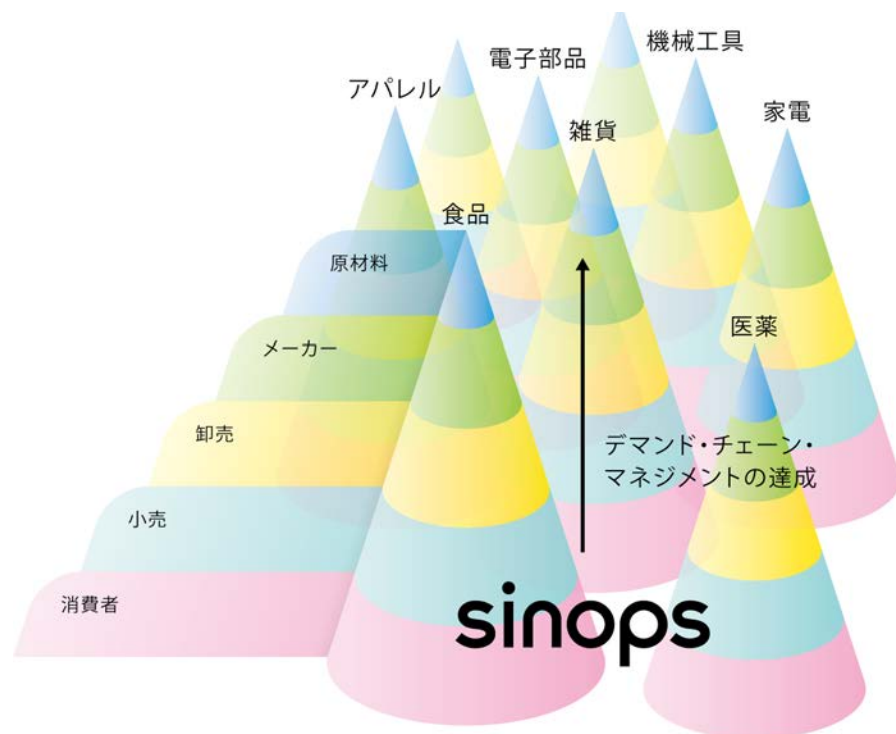 機械工具
電子部品
アパレル
家電
雑貨
食品
原材料
医薬
メーカー
卸売
デマンド・チェーン・
マネジメントの達成
小売
消費者
sinops